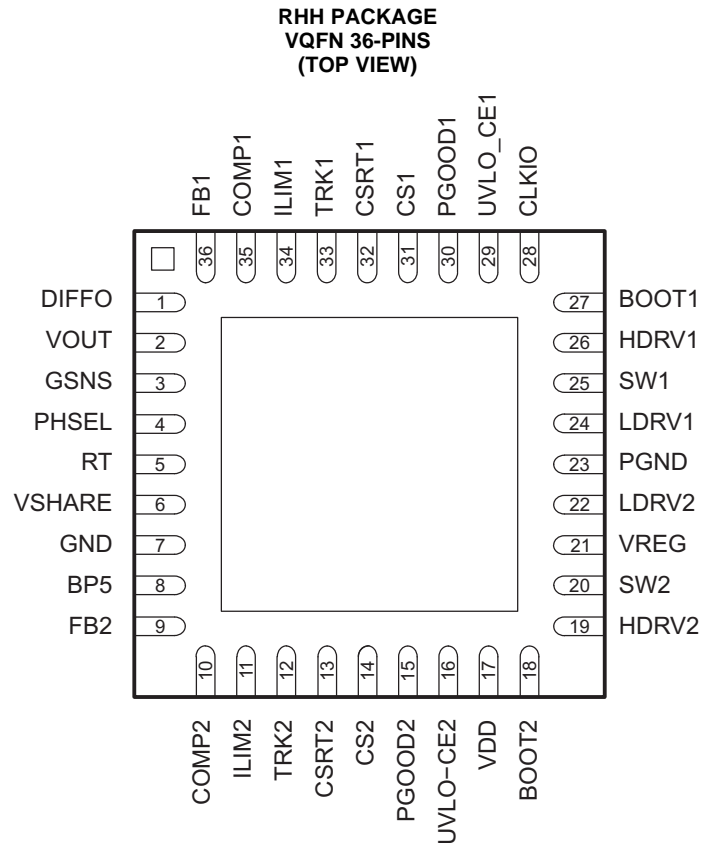 RHH PACKAGE
VQFN 36-PINS
(TOP VIEW)
FB1
COMP1
ILIM1
TRK1
CSRT1
CS1
PGOOD1
UVLO_CE1
CLKIO
36
35
34
33
32
31
30
29
28
DIFFO 1
VOUT 2
GSNS 3
PHSEL 4
RT 5
VSHARE 6
GND 7
BP5 8
FB2 9
27 BOOT1
26 HDRV1
25 SW1
24 LDRV1
23 PGND
22 LDRV2
21 VREG
20 SW2
19 HDRV2
10
11
12
13
14
15
16
17
18
COMP2
ILIM2
TRK2
CSRT2
CS2
PGOOD2
UVLO−CE2
VDD
BOOT2